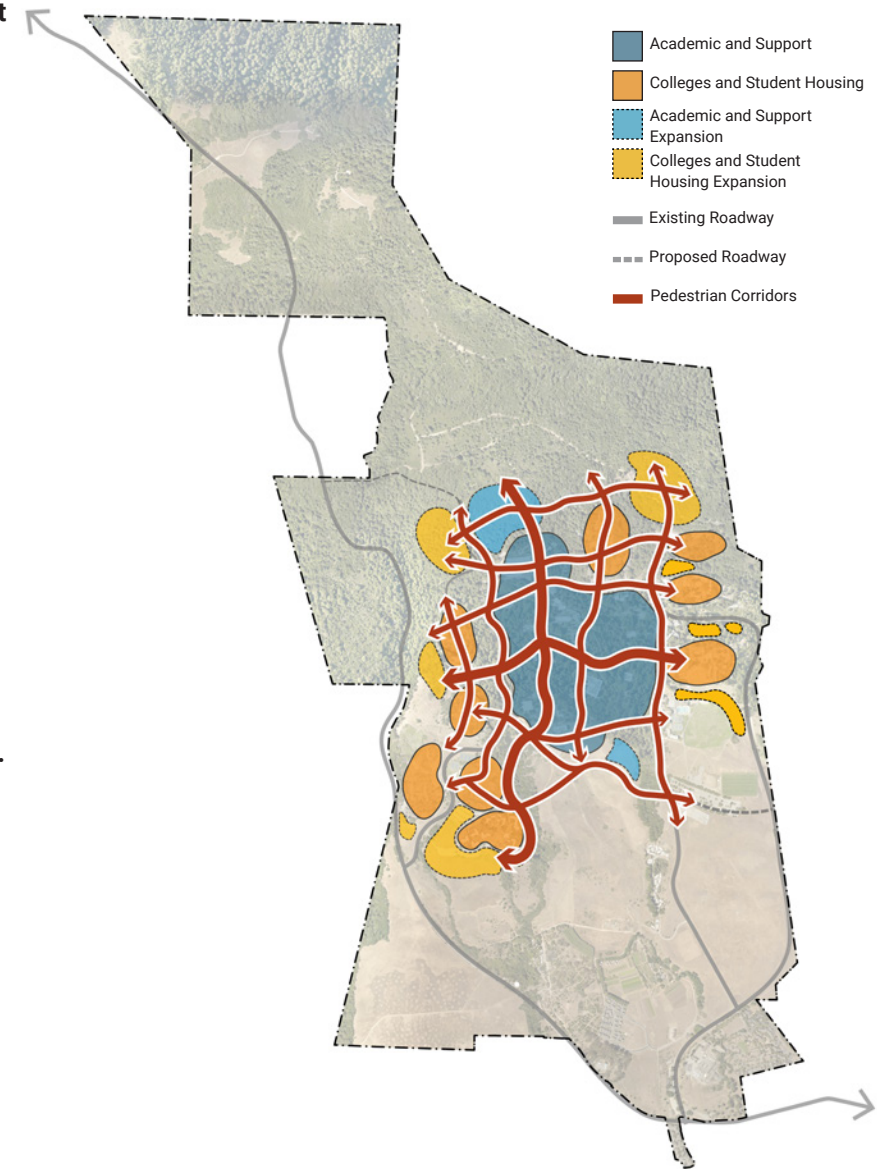 t
Academic and Support
Colleges and Student Housing
Academic and Support
Expansion
Colleges and Student
Housing Expansion
Existing Roadway
Proposed Roadway
Pedestrian Corridors
.